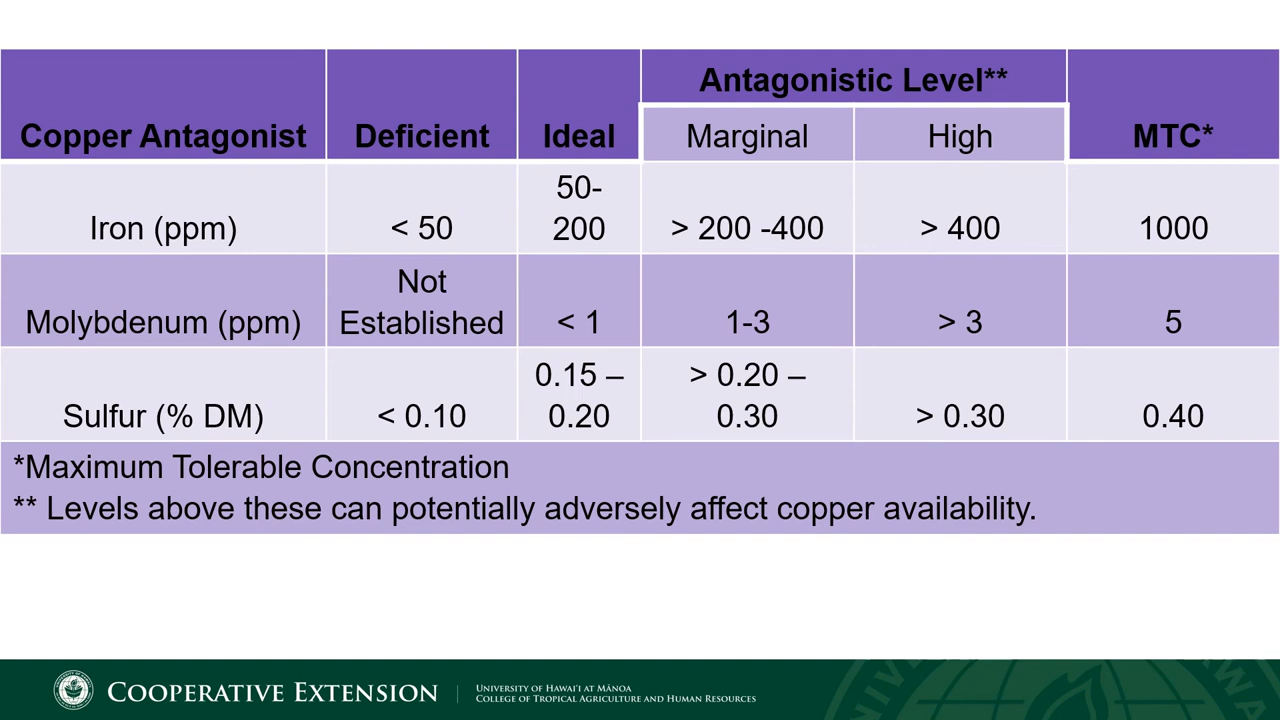 Antagonistic Level**
Copper Antagonist Deficient Ideal Marginal High MTC*
50-
Iron (ppm) < 50 200 > 200 -400 > 400 1000
Not
Molybdenum (ppm) Established < 1 1-3 > 3 5
0.15 – > 0.20 –
Sulfur (% DM) < 0.10 0.20 0.30 > 0.30 0.40
*Maximum Tolerable Concentration
** Levels above these can potentially adversely affect copper availability.
COOPERATIVE EXTENSION
UNIVERSITY OF HAWAI'I AT MĀNOA
COLLEGE OF TROPICAL AGRICULTURE AND HUMAN RESOURCES